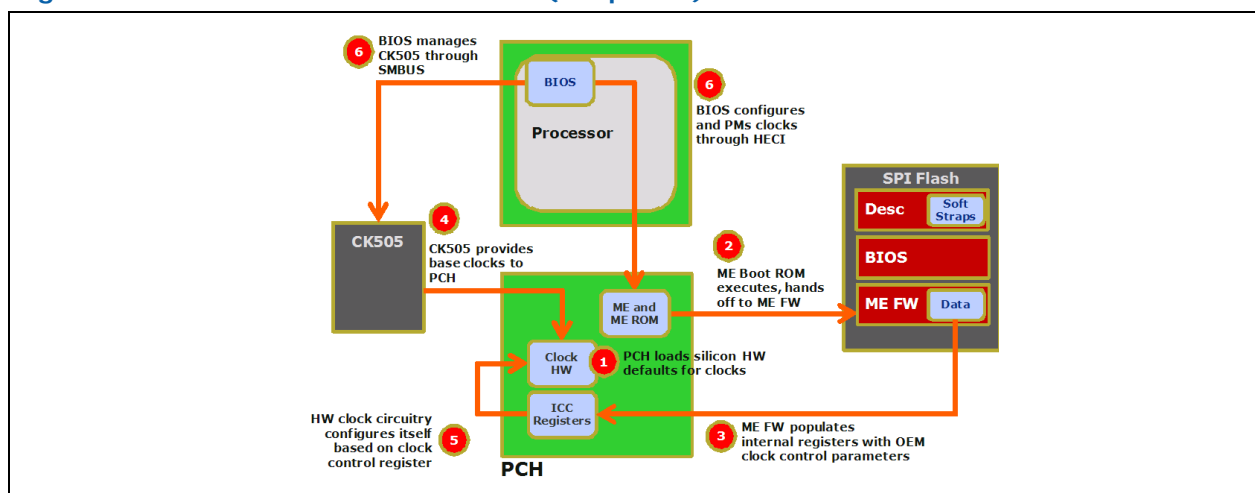 6
BIOS manages
CK505 through
SMBUS
BIOS
Processor
6
BIOS configures
and PMs clocks
through HECI
SPI Flash
Desc
Soft
Straps
BIOS
ME FW
Data
CK505
4
CK505 provides
base clocks to
PCH
2
ME Boot ROM
executes, hands
off to ME FW
ME and
ME ROM
Clock
HW
1
PCH loads silicon HW
defaults for clocks
ICC
Registers
HW clock circuitry
configures itself
based on clock
control register
5
3
ME FW populates
internal registers with OEM
clock control parameters
PCH